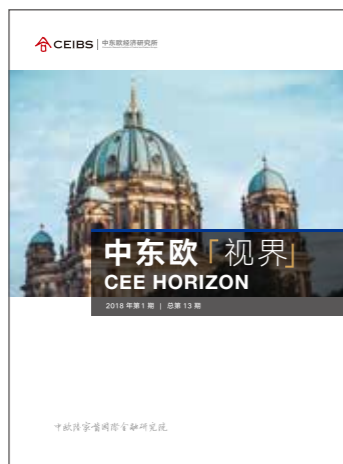 CEIBS | 中东欧经济研究所
中东欧「视界」
CEE HORIZON
2018 年第 1 期 | 总第 13 期
中欧陆家嘴国际金融研究院